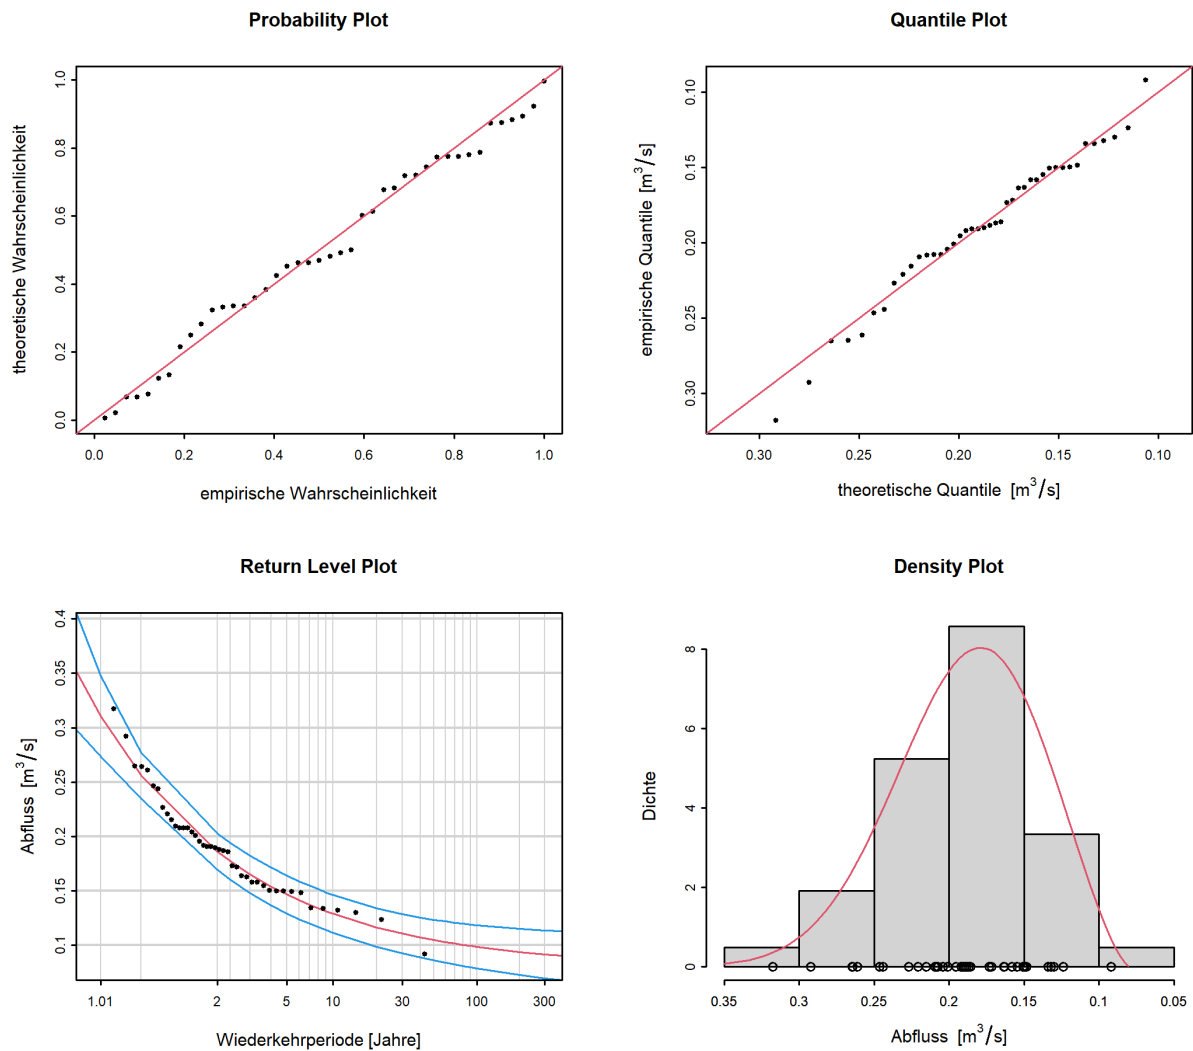 Probability Plot
1.0
0.8
0.6
0.4
0.2
0.0
theoretische Wahrscheinlichkeit
0.0 0.2 0.4 0.6 0.8 1.0
empirische Wahrscheinlichkeit
Quantile Plot
0.10
0.15
0.20
0.25
0.30
empirische Quantile [m³/s]
0.30 0.25 0.20 0.15 0.10
theoretische Quantile [m³/s]
Return Level Plot
0.4
0.35
0.3
0.25
0.2
0.15
0.1
Abfluss [m³/s]
1.01 2 5 10 30 100 300
Wiederkehrperiode [Jahre]
Density Plot
8
6
4
2
0
Dichte
0.35 0.3 0.25 0.2 0.15 0.1 0.05
Abfluss [m³/s]